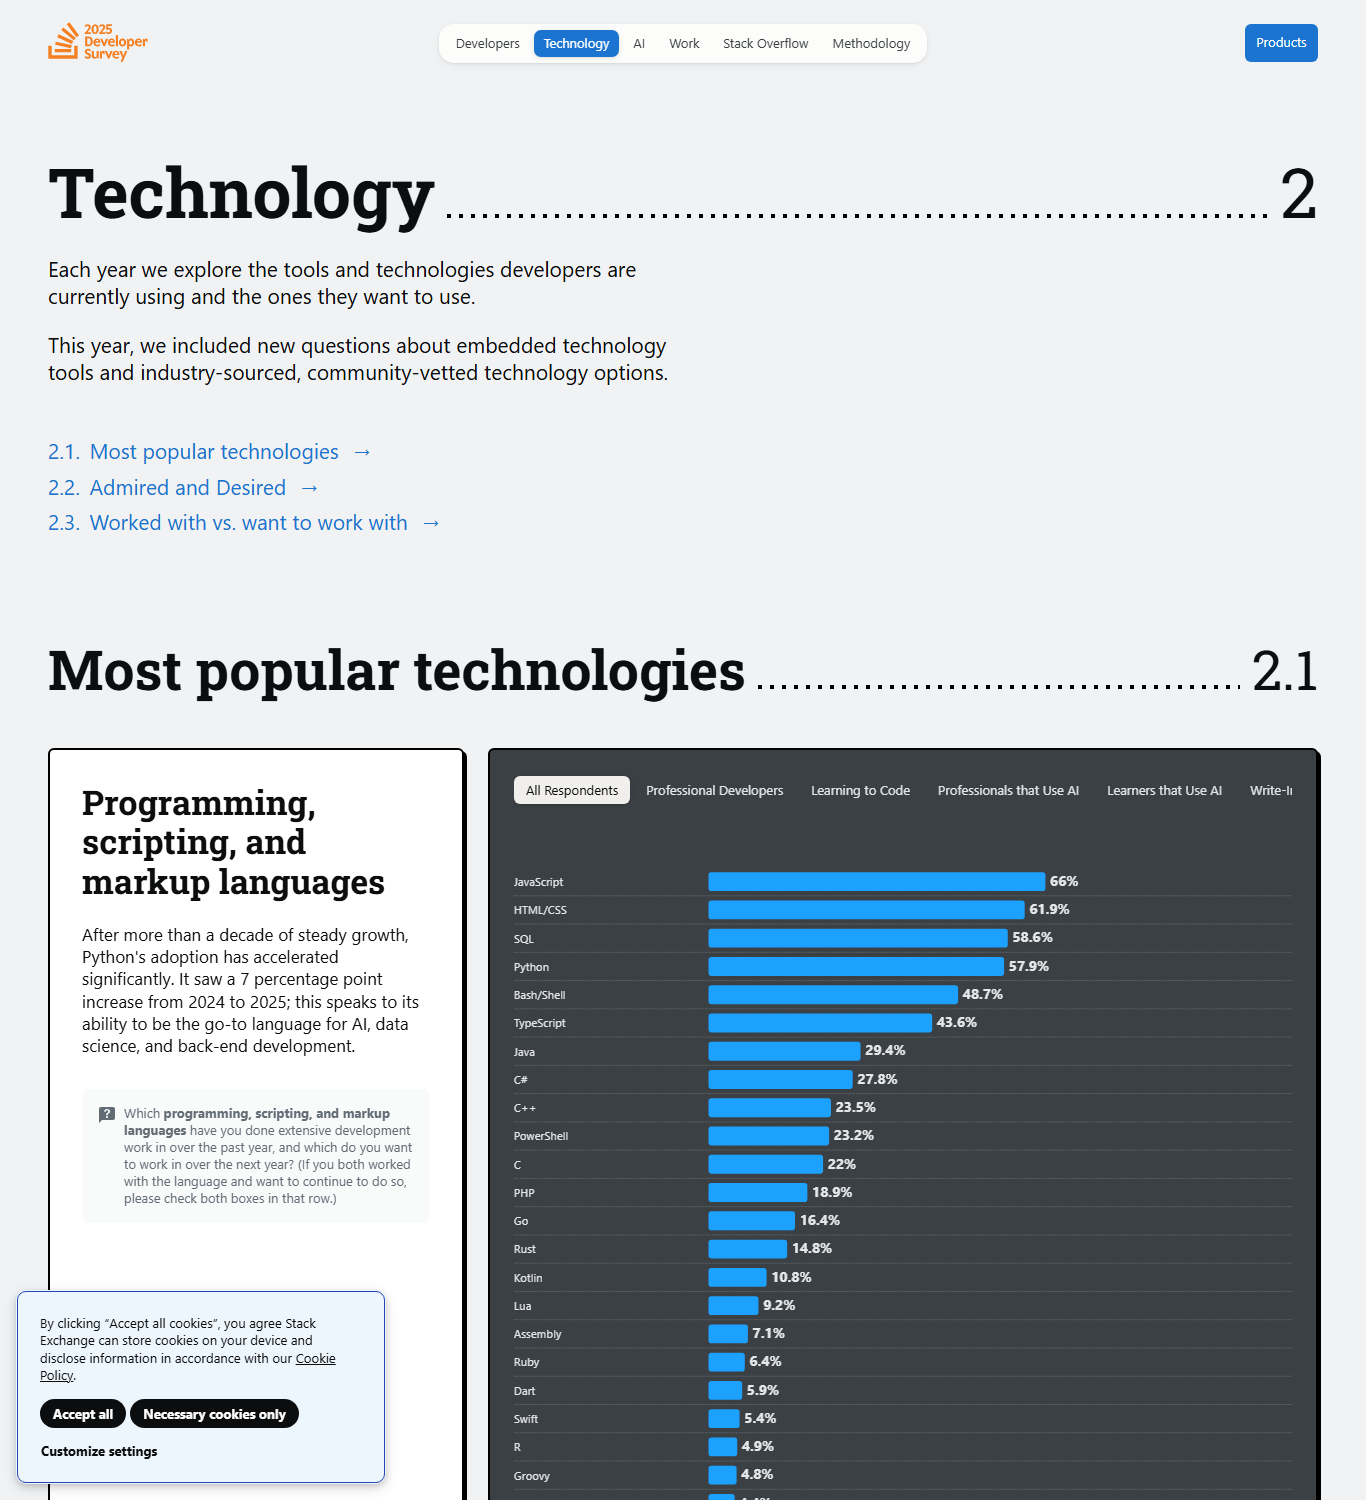 2025
Developer
Survey
Developers
Technology
AI
Work
Stack Overflow
Methodology
Products
Technology
2
Each year we explore the tools and technologies developers are
currently using and the ones they want to use.
This year, we included new questions about embedded technology
tools and industry-sourced, community-vetted technology options.
2.1. Most popular technologies →
2.2. Admired and Desired →
2.3. Worked with vs. want to work with →
Most popular technologies
2.1
Programming,
scripting, and
markup languages
After more than a decade of steady growth,
Python's adoption has accelerated
significantly. It saw a 7 percentage point
increase from 2024 to 2025; this speaks to its
ability to be the go-to language for AI, data
science, and back-end development.
Which programming, scripting, and markup
languages have you done extensive development
work in over the past year, and which do you want
to work in over the next year? (If you both worked
with the language and want to continue to do so,
please check both boxes in that row.)
All Respondents
Professional Developers
Learning to Code
Professionals that Use AI
Learners that Use AI
JavaScript 66%
HTML/CSS 61.9%
SQL 58.6%
Python 57.9%
Bash/Shell 48.7%
TypeScript 43.6%
Java 29.4%
C# 27.8%
C++ 23.5%
PowerShell 23.2%
C 22%
PHP 18.9%
Go 16.4%
Rust 14.8%
Kotlin 10.8%
Lua 9.2%
Assembly 7.1%
Ruby 6.4%
Dart 5.9%
Swift 5.4%
R 4.9%
Groovy 4.8%
By clicking “Accept all cookies”, you agree Stack
Exchange can store cookies on your device and
disclose information in accordance with our Cookie
Policy.
Accept all
Necessary cookies only
Customize settings